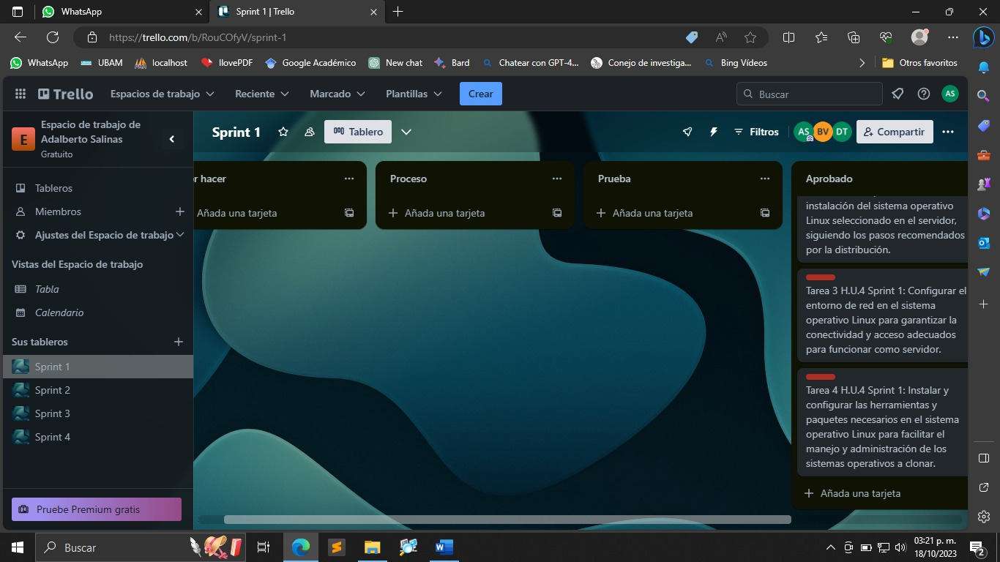 WhatsApp
Sprint 1 | Trello
https://trello.com/b/RouCOfyV/sprint-1
WhatsApp
UBAM
localhost
IlovePDF
Google Académico
New chat
Bard
Chatear con GPT-4...
Conejo de investiga...
Bing Vídeos
Otros favoritos
Trello
Espacios de trabajo
Reciente
Marcado
Plantillas
Crear
Buscar
AS
E
Espacio de trabajo de
Adalberto Salinas
Gratuito
Tableros
Miembros
Ajustes del Espacio de trabajo
Vistas del Espacio de trabajo
Tabla
Calendario
Sus tableros
Sprint 1
Sprint 2
Sprint 3
Sprint 4
Pruebe Premium gratis
Sprint 1
Tablero
Filtros
AS
BV
DT
Compartir
r hacer
Añada una tarjeta
Proceso
Añada una tarjeta
Prueba
Añada una tarjeta
Aprobado
instalación del sistema operativo
Linux seleccionado en el servidor,
siguiendo los pasos recomendados
por la distribución.
Tarea 3 H.U.4 Sprint 1: Configurar el
entorno de red en el sistema
operativo Linux para garantizar la
conectividad y acceso adecuados
para funcionar como servidor.
Tarea 4 H.U.4 Sprint 1: Instalar y
configurar las herramientas y
paquetes necesarios en el sistema
operativo Linux para facilitar el
manejo y administración de los
sistemas operativos a clonar.
Añada una tarjeta
Buscar
03:21 p. m.
18/10/2023
2